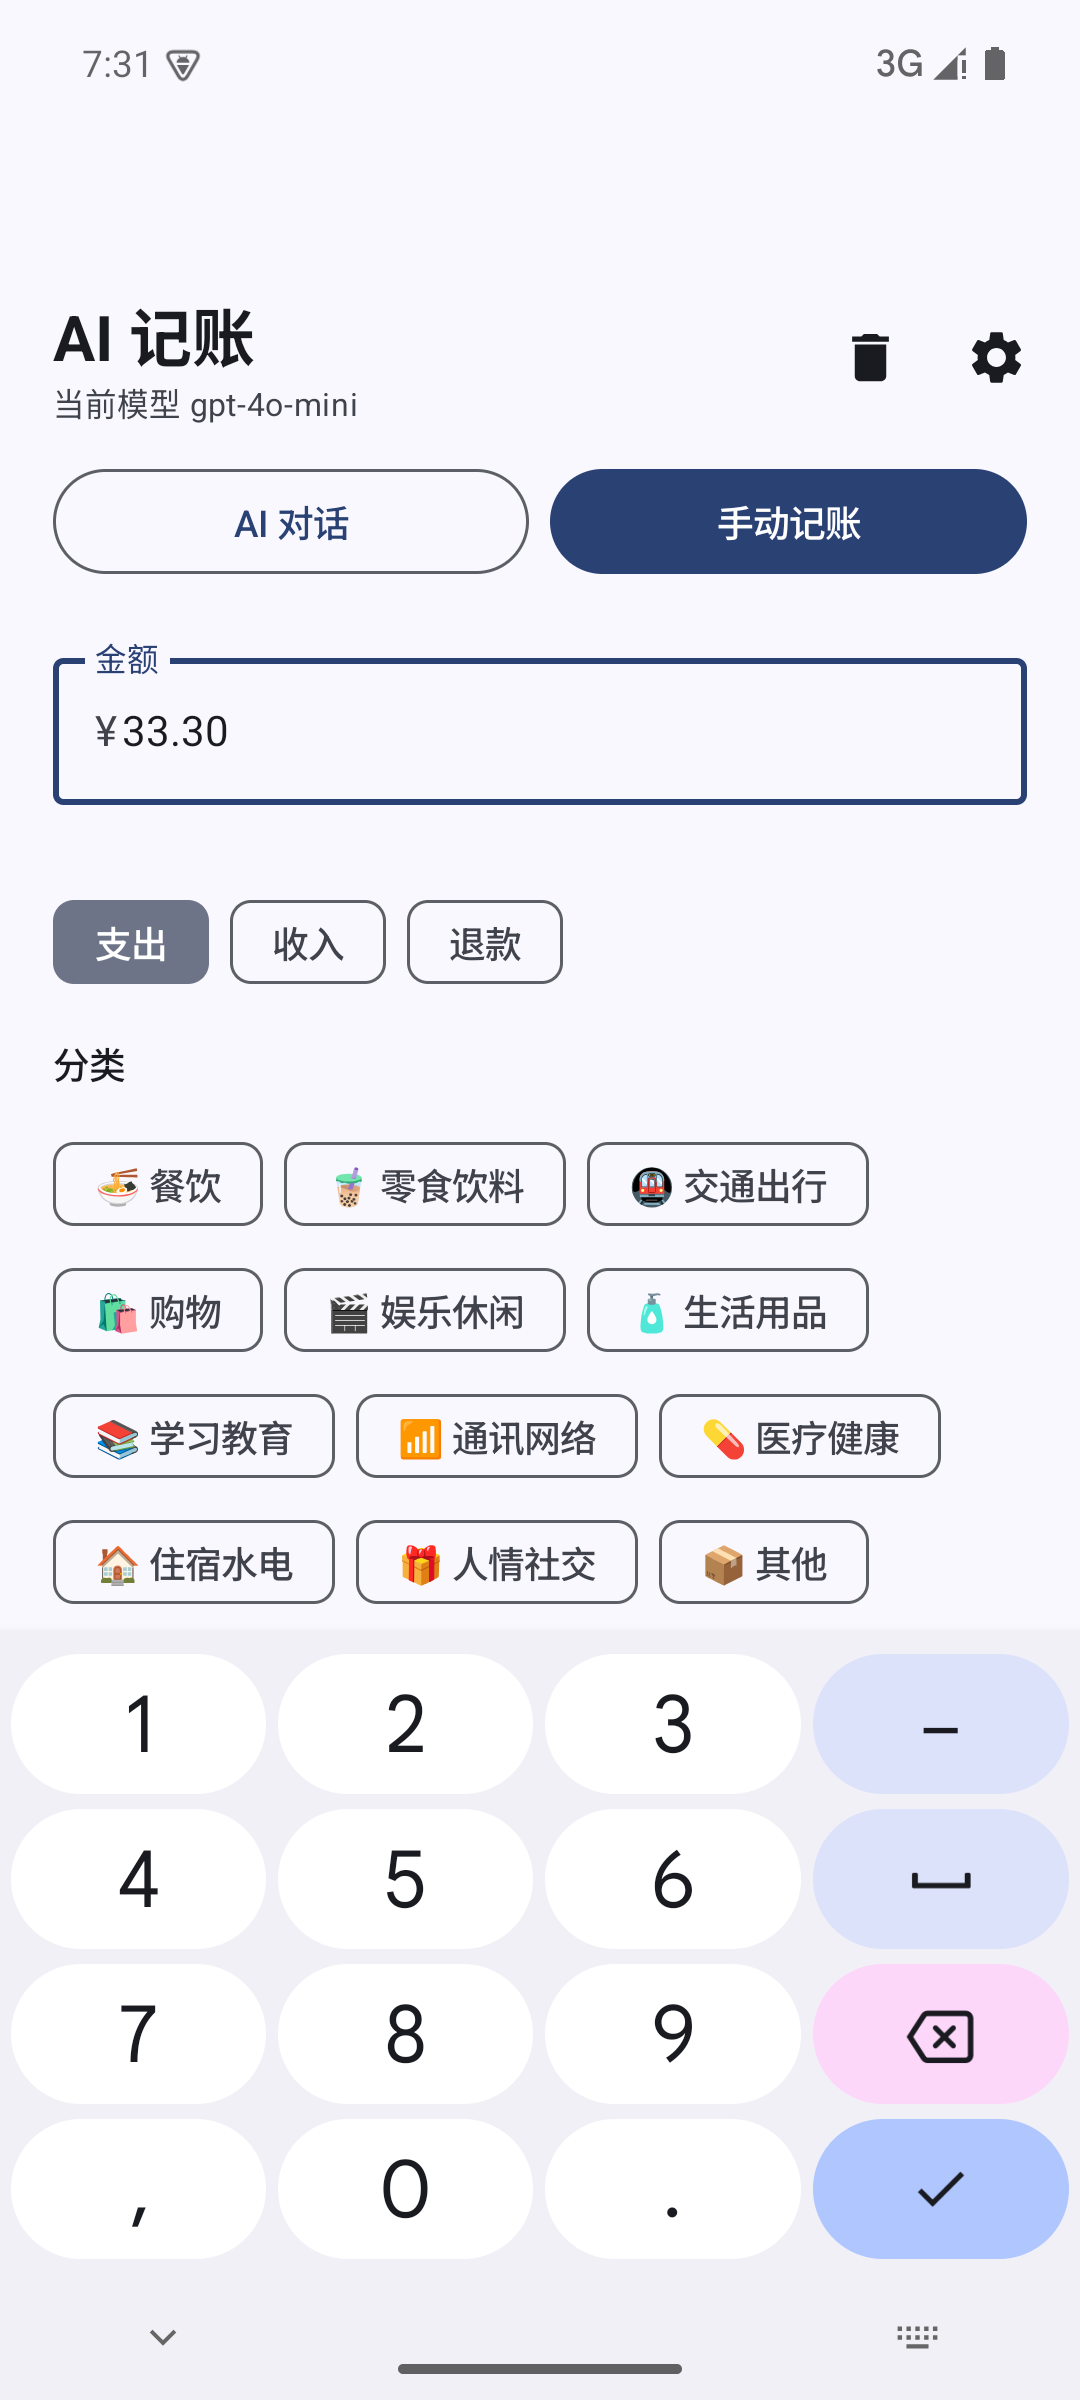 7:31 3G
AI 记账
当前模型 gpt-4o-mini
AI 对话 手动记账
金额
¥33.30
支出 收入 退款
分类
餐饮 零食饮料 交通出行
购物 娱乐休闲 生活用品
学习教育 通讯网络 医疗健康
住宿水电 人情社交 其他
1 2 3 –
4 5 6
7 8 9
, 0 .